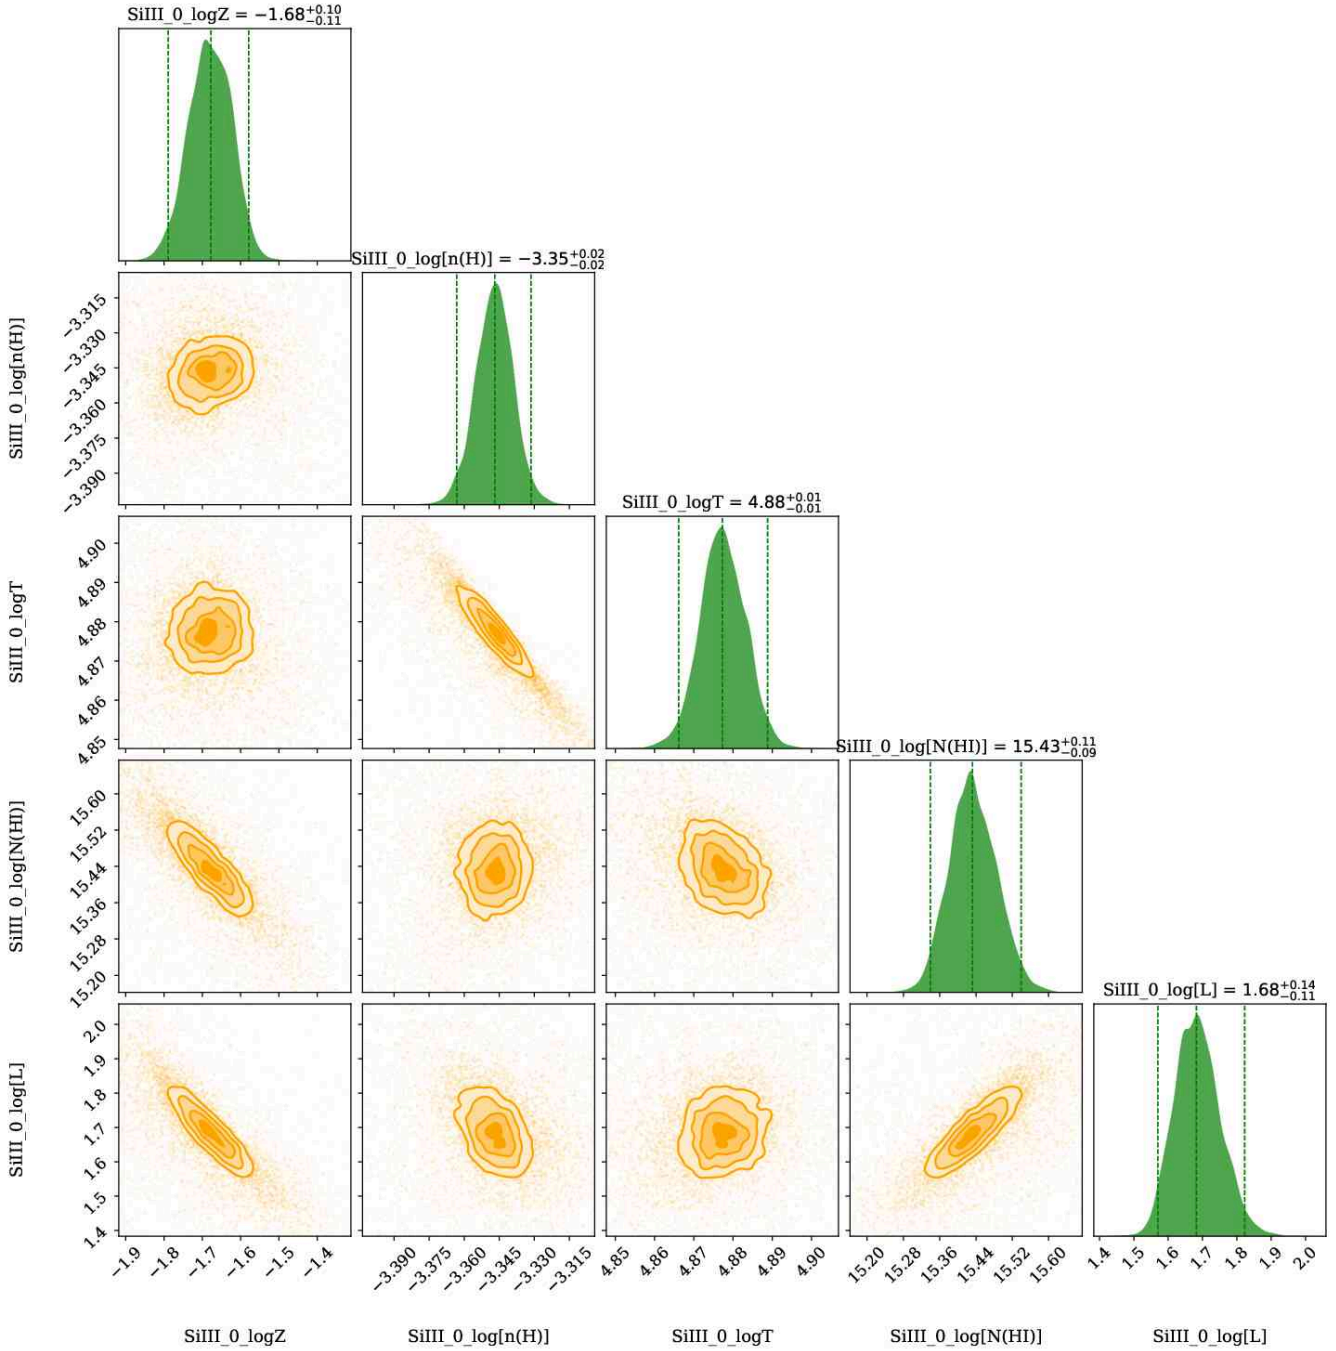 SiIII_0_logZ = −1.68+0.10−0.11
SiIII_0_log[n(H)] = −3.35+0.02−0.02
−3.315
−3.330
−3.345
−3.360
−3.375
−3.390
SiIII_0_log[n(H)]
SiIII_0_logT = 4.88+0.01−0.01
4.90
4.89
4.88
4.87
4.86
4.85
SiIII_0_logT
SiIII_0_log[N(HI)] = 15.43+0.11−0.09
15.60
15.52
15.44
15.36
15.28
15.20
SiIII_0_log[N(HI)]
SiIII_0_log[L] = 1.68+0.14−0.11
2.0
1.9
1.8
1.7
1.6
1.5
1.4
SiIII_0_log[L]
−1.9 −1.8 −1.7 −1.6 −1.5 −1.4
−3.390 −3.375 −3.360 −3.345 −3.330 −3.315
4.85 4.86 4.87 4.88 4.89 4.90
15.20 15.28 15.36 15.44 15.52 15.60
1.4 1.5 1.6 1.7 1.8 1.9 2.0
SiIII_0_logZ SiIII_0_log[n(H)] SiIII_0_logT SiIII_0_log[N(HI)] SiIII_0_log[L]